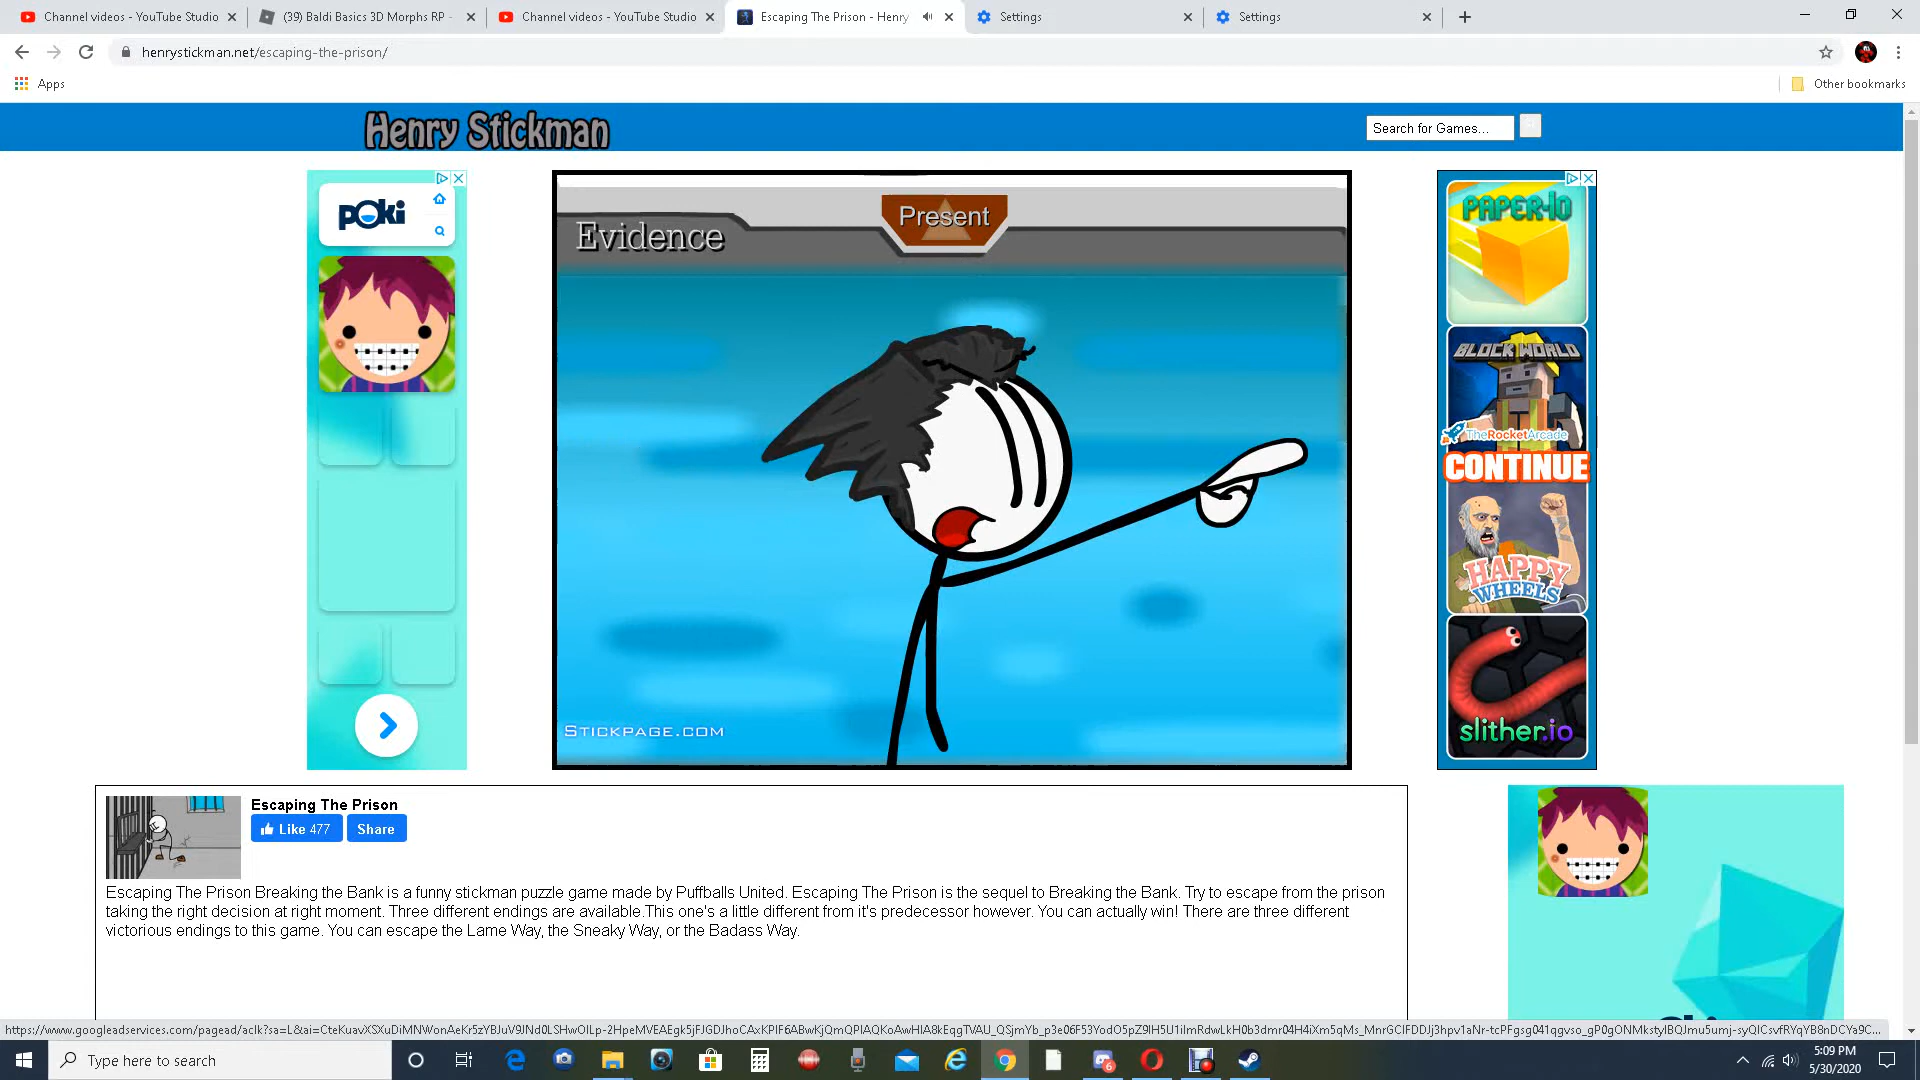 Channel videos - YouTube Studio
(39) Baldi Basics 3D Morphs RP -
Channel videos - YouTube Studio
Escaping The Prison - Henry
Settings
Settings
henrystickman.net/escaping-the-prison/
Apps
Other bookmarks
Henry Stickman
Search for Games...
poki
Evidence
Present
STICKPAGE.COM
PAPER.IO
BLOCK WORLD
TheRocketArcade
CONTINUE
HAPPY
WHEELS
slither.io
Escaping The Prison
Like 477
Share
Escaping The Prison Breaking the Bank is a funny stickman puzzle game made by Puffballs United. Escaping The Prison is the sequel to Breaking the Bank. Try to escape from the prison
taking the right decision at right moment. Three different endings are available.This one's a little different from it's predecessor however. You can actually win! There are three different
victorious endings to this game. You can escape the Lame Way, the Sneaky Way, or the Badass Way.
Type here to search
6
5:09 PM
5/30/2020